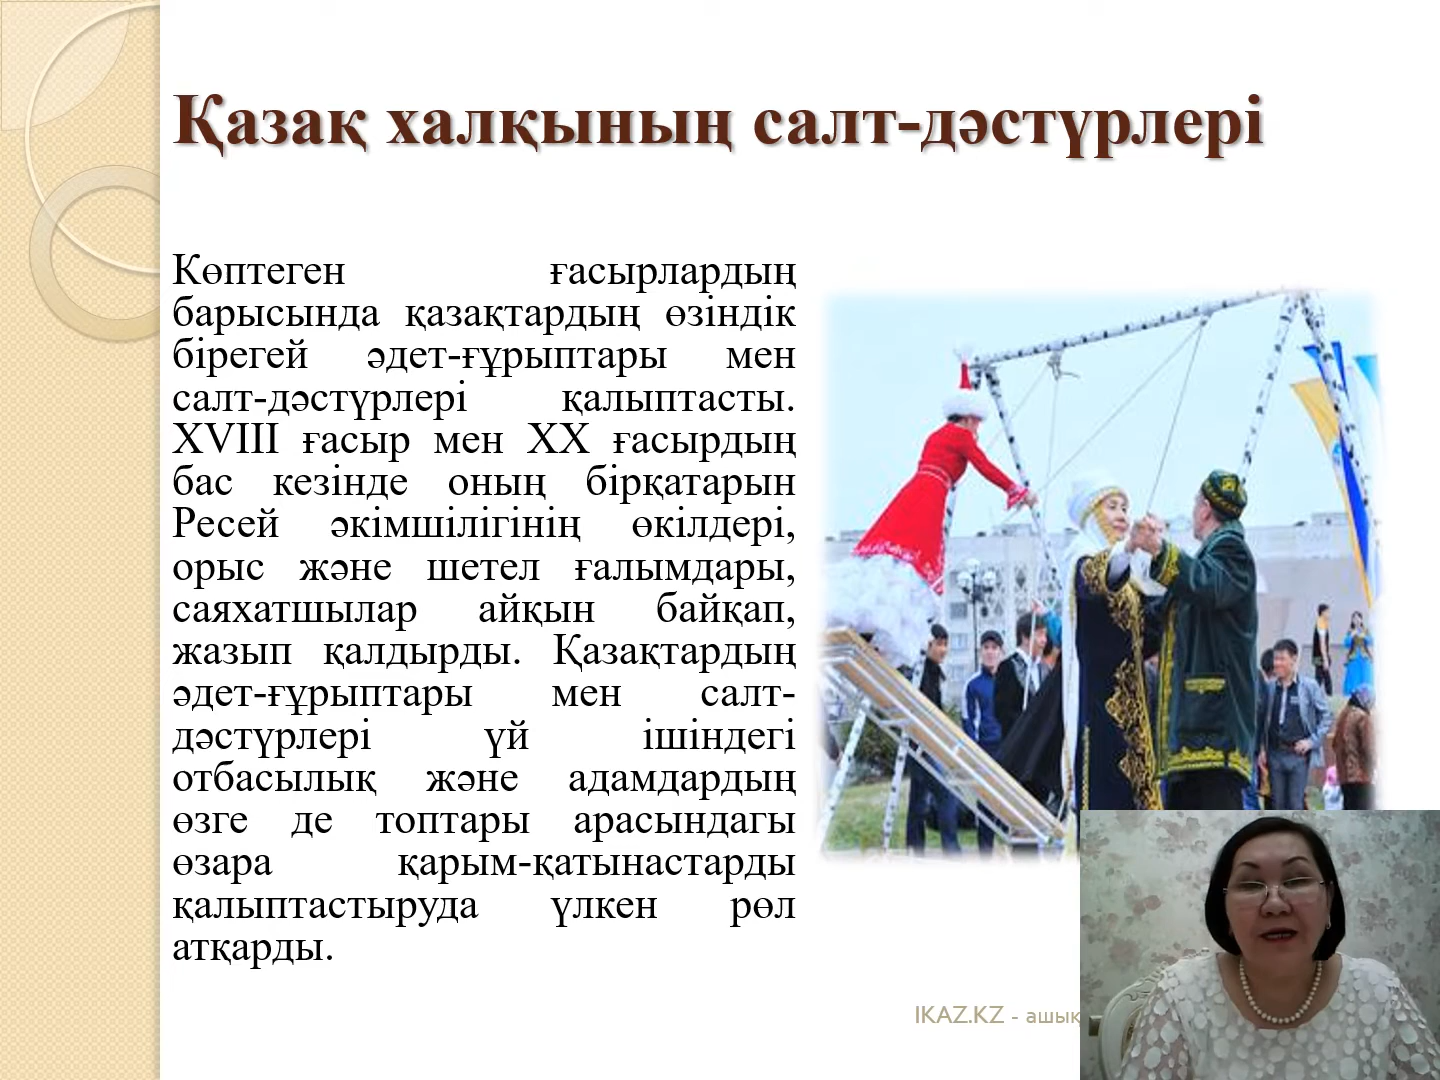 Қазақ халқының салт-дәстүрлері
Көптеген ғасырлардың
барысында қазақтардың өзіндік
бірегей әдет-ғұрыптары мен
салт-дәстүрлері қалыптасты.
XVIII ғасыр мен XX ғасырдың
бас кезінде оның бірқатарын
Ресей әкімшілігінің өкілдері,
орыс және шетел ғалымдары,
саяхатшылар айқын байқап,
жазып қалдырды. Қазақтардың
әдет-ғұрыптары мен салт-
дәстүрлері үй ішіндегі
отбасылық және адамдардың
өзге де топтары арасындағы
өзара қарым-қатынастарды
қалыптастыруда үлкен рөл
атқарды.
IKAZ.KZ - ашық